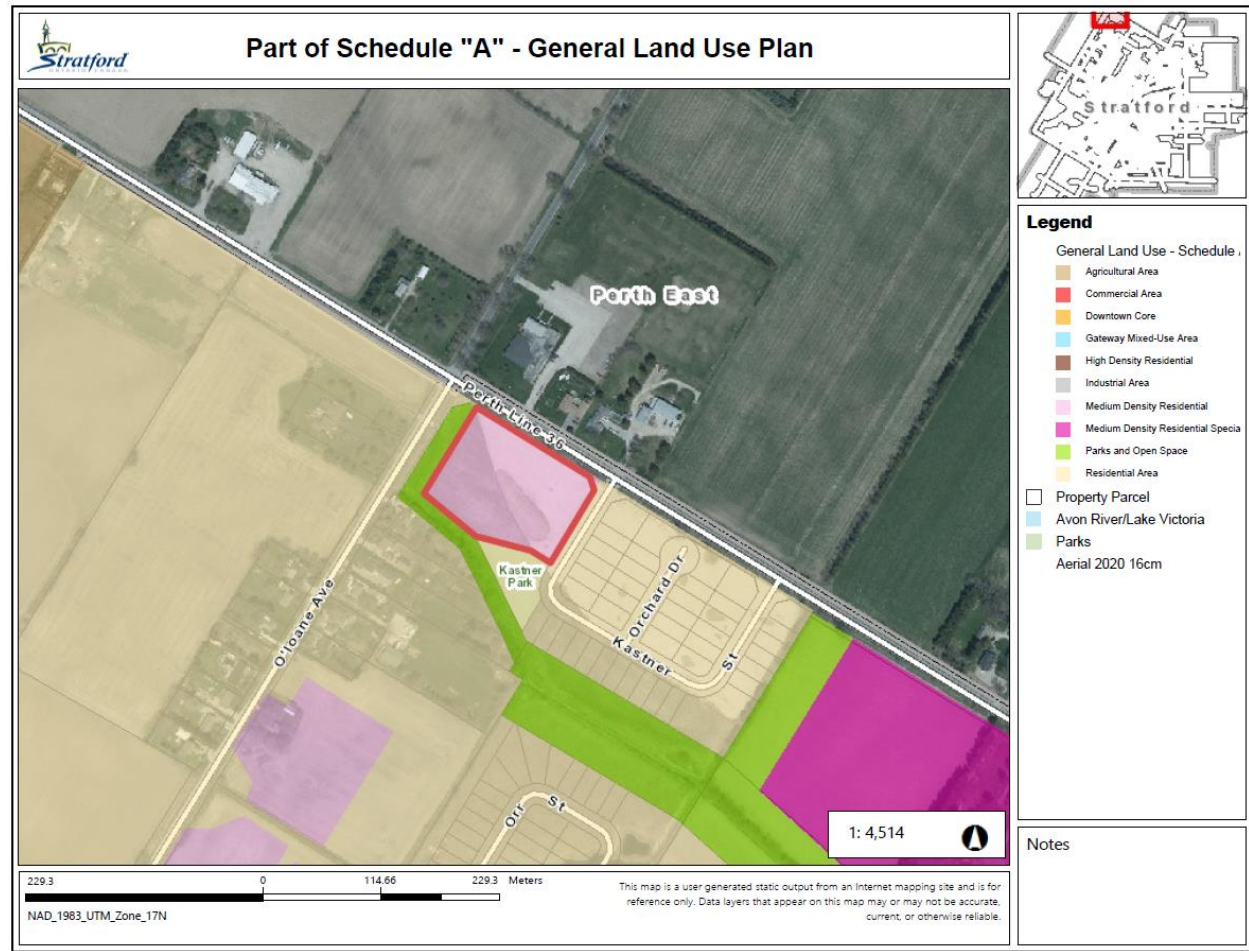 Stratford
ONTARIO CANADA
Part of Schedule "A" - General Land Use Plan
Stratford
Perth East
Perth Line 36
Kastner
Park
O'loane Ave
Orchard Dr
Kastner
St
Orr
St
1: 4,514
Legend
General Land Use - Schedule
Agricultural Area
Commercial Area
Downtown Core
Gateway Mixed-Use Area
High Density Residential
Industrial Area
Medium Density Residential
Medium Density Residential Specia
Parks and Open Space
Residential Area
Property Parcel
Avon River/Lake Victoria
Parks
Aerial 2020 16cm
Notes
229.3 0 114.66 229.3 Meters
NAD_1983_UTM_Zone_17N
This map is a user generated static output from an Internet mapping site and is for
reference only. Data layers that appear on this map may or may not be accurate,
current, or otherwise reliable.